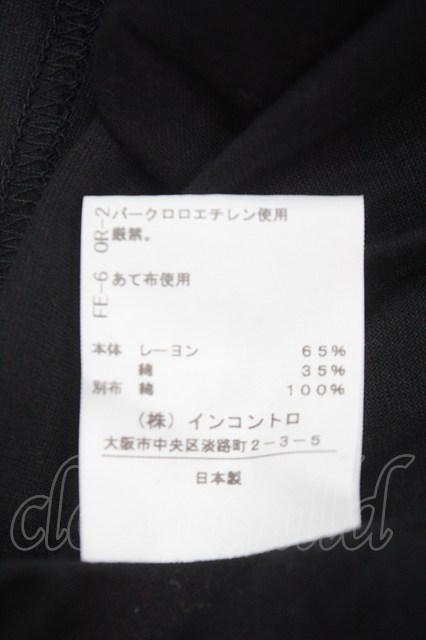 OR-2 パークロロエチレン使用
厳禁。
FE-6 あて布使用
本体 レーヨン 65%
綿 35%
別布 綿 100%
(株)インコントロ
大阪市中央区淡路町2-3-5
日本製